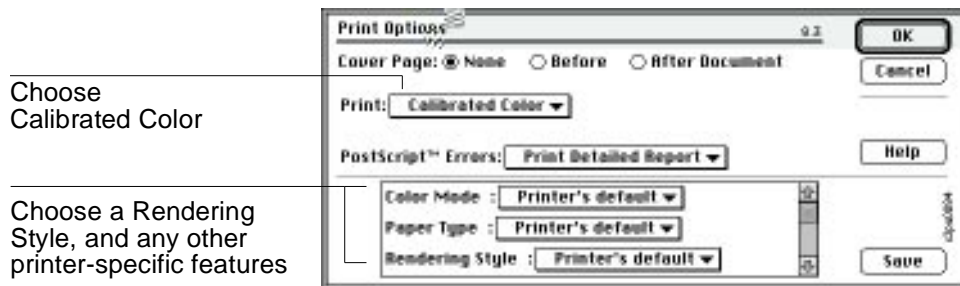 Print Options 8.2 OK
Cover Page: None Before After Document Cancel
Choose
Calibrated Color
Print: Calibrated Color
PostScript™ Errors: Print Detailed Report Help
Color Mode : Printer's default
Paper Type : Printer's default
Rendering Style : Printer's default Save
Choose a Rendering
Style, and any other
printer-specific features